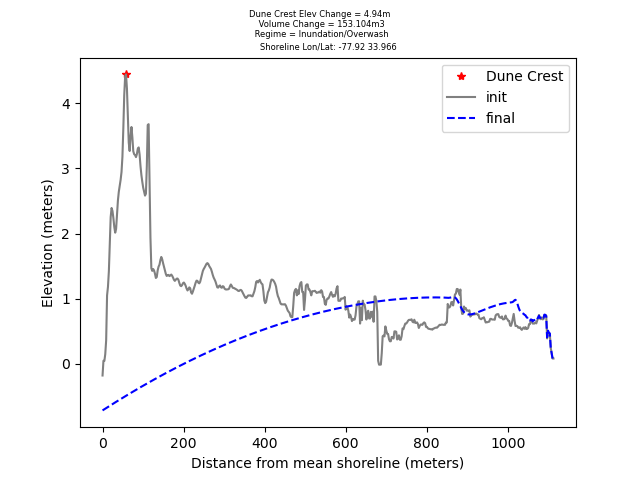 Dune Crest Elev Change = 4.94m
Volume Change = 153.104m3
Regime = Inundation/Overwash
Shoreline Lon/Lat: -77.92 33.966
Dune Crest
init
final
Elevation (meters)
4
3
2
1
0
0 200 400 600 800 1000
Distance from mean shoreline (meters)